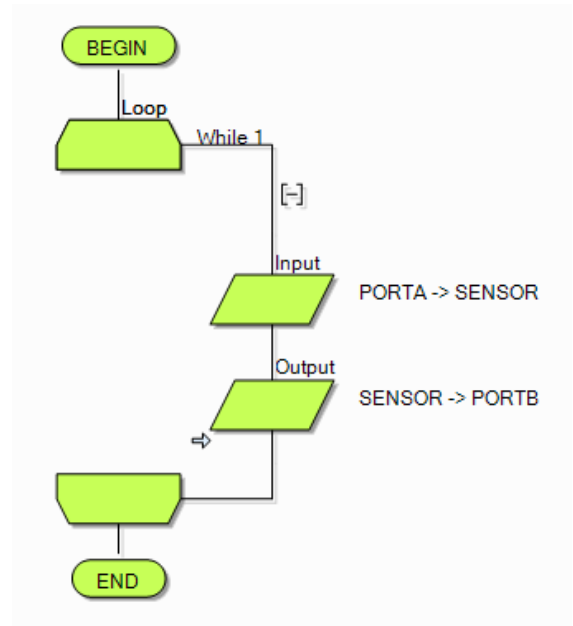 BEGIN
Loop
While 1
[-]
Input
PORTA -> SENSOR
Output
SENSOR -> PORTB
END